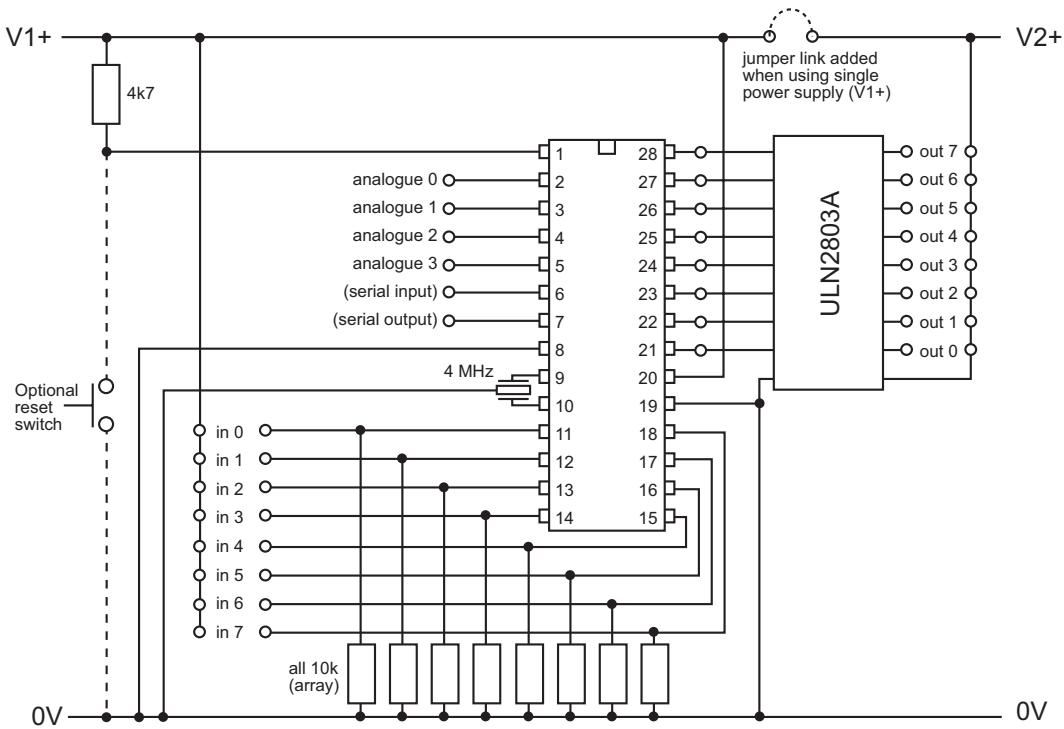 V1+
V2+
jumper link added
when using single
power supply (V1+)
4k7
1
28
out 7
analogue 0
2
27
out 6
analogue 1
3
26
out 5
analogue 2
4
25
out 4
analogue 3
5
24
out 3
(serial input)
6
23
out 2
(serial output)
7
22
out 1
8
21
out 0
ULN2803A
4 MHz
9
20
10
19
Optional
reset
switch
in 0
11
18
in 1
12
17
in 2
13
16
in 3
14
15
in 4
in 5
in 6
in 7
all 10k
(array)
0V
0V